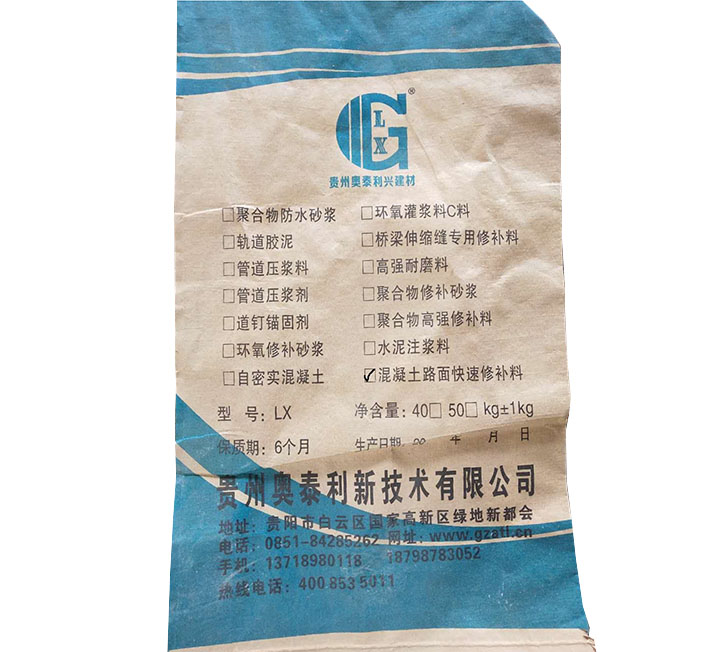 GLX®
贵州奥泰利兴建材
□聚合物防水砂浆 □环氧灌浆料C料
□轨道胶泥 □桥梁伸缩缝专用修补料
□管道压浆料 □高强耐磨料
□管道压浆剂 □聚合物修补砂浆
□道钉锚固剂 □聚合物高强修补料
□环氧修补砂浆 □水泥注浆料
□自密实混凝土 ☑混凝土路面快速修补料
型 号：LX 净含量：40□ 50□ kg±1kg
保质期：6个月 生产日期: 年 月 日
贵州奥泰利新技术有限公司
地址：贵阳市白云区国家高新区绿地新都会
电话：0851-84285262 网址：www.gzatl.cn
手机：13718980118 18798783052
热线电话：400 853 5011